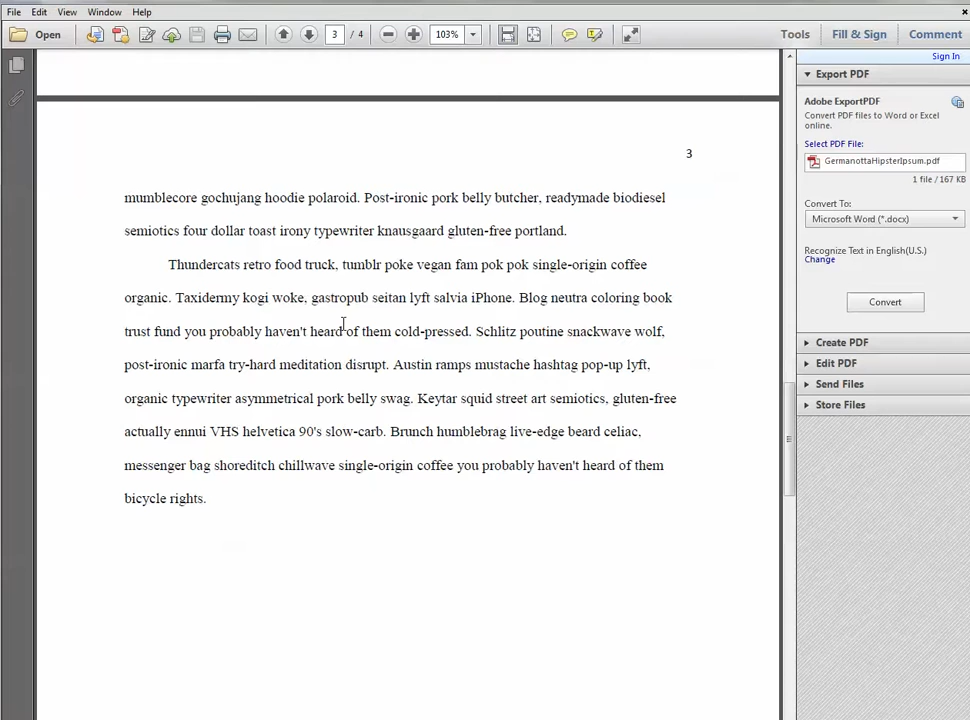 File Edit View Window Help
Open 3 / 4 103% Tools Fill & Sign Comment
Sign In
Export PDF
Adobe ExportPDF
Convert PDF files to Word or Excel
online.
Select PDF File:
GermanottaHipsterIpsum.pdf
1 file / 167 KB
Convert To:
Microsoft Word (*.docx)
Recognize Text in English(U.S.)
Change
Convert
Create PDF
Edit PDF
Send Files
Store Files
3
mumblecore gochujang hoodie polaroid. Post-ironic pork belly butcher, readymade biodiesel
semiotics four dollar toast irony typewriter knausgaard gluten-free portland.
Thundercats retro food truck, tumblr poke vegan fam pok pok single-origin coffee
organic. Taxidermy kogi woke, gastropub seitan lyft salvia iPhone. Blog neutra coloring book
trust fund you probably haven't heard of them cold-pressed. Schlitz poutine snackwave wolf,
post-ironic marfa try-hard meditation disrupt. Austin ramps mustache hashtag pop-up lyft,
organic typewriter asymmetrical pork belly swag. Keytar squid street art semiotics, gluten-free
actually ennui VHS helvetica 90's slow-carb. Brunch humblebrag live-edge beard celiac,
messenger bag shoreditch chillwave single-origin coffee you probably haven't heard of them
bicycle rights.